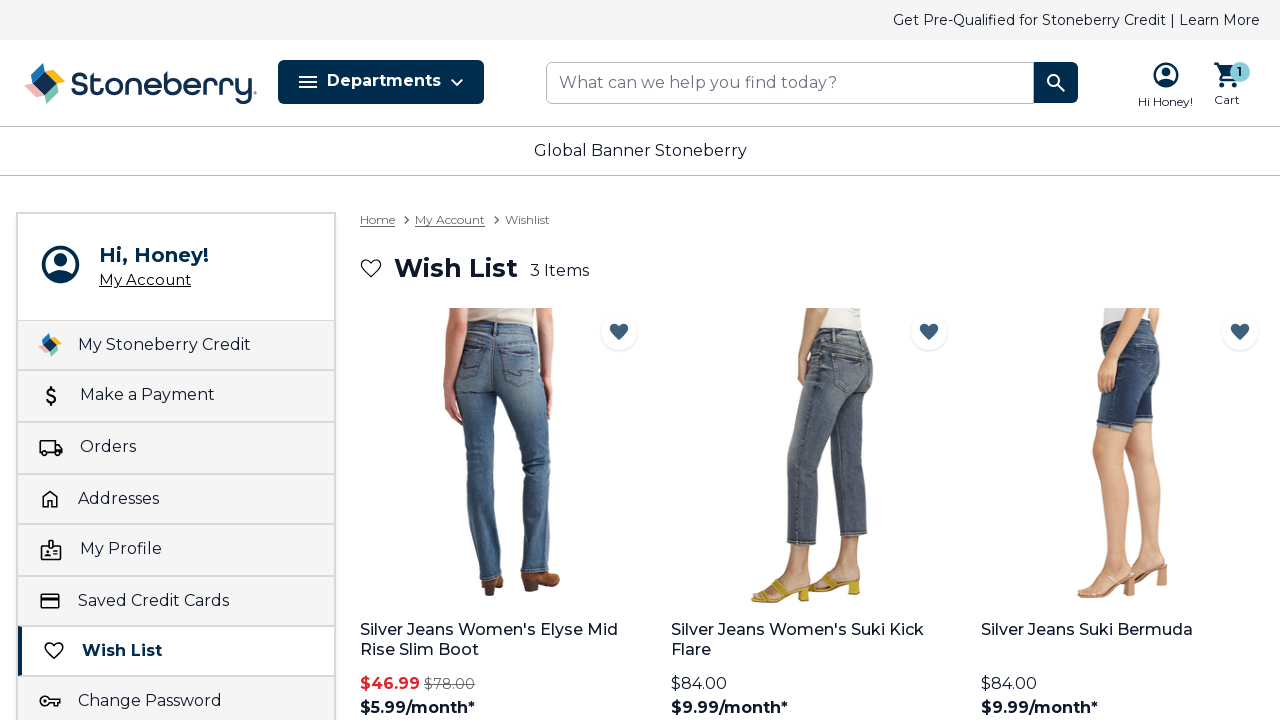 Get Pre-Qualified for Stoneberry Credit | Learn More
Stoneberry
Departments
What can we help you find today?
Hi Honey!
1
Cart
Global Banner Stoneberry
Hi, Honey!
My Account
My Stoneberry Credit
Make a Payment
Orders
Addresses
My Profile
Saved Credit Cards
Wish List
Change Password
Home > My Account > Wishlist
Wish List 3 Items
Silver Jeans Women's Elyse Mid
Rise Slim Boot
$46.99 $78.00
$5.99/month*
Silver Jeans Women's Suki Kick
Flare
$84.00
$9.99/month*
Silver Jeans Suki Bermuda
$84.00
$9.99/month*